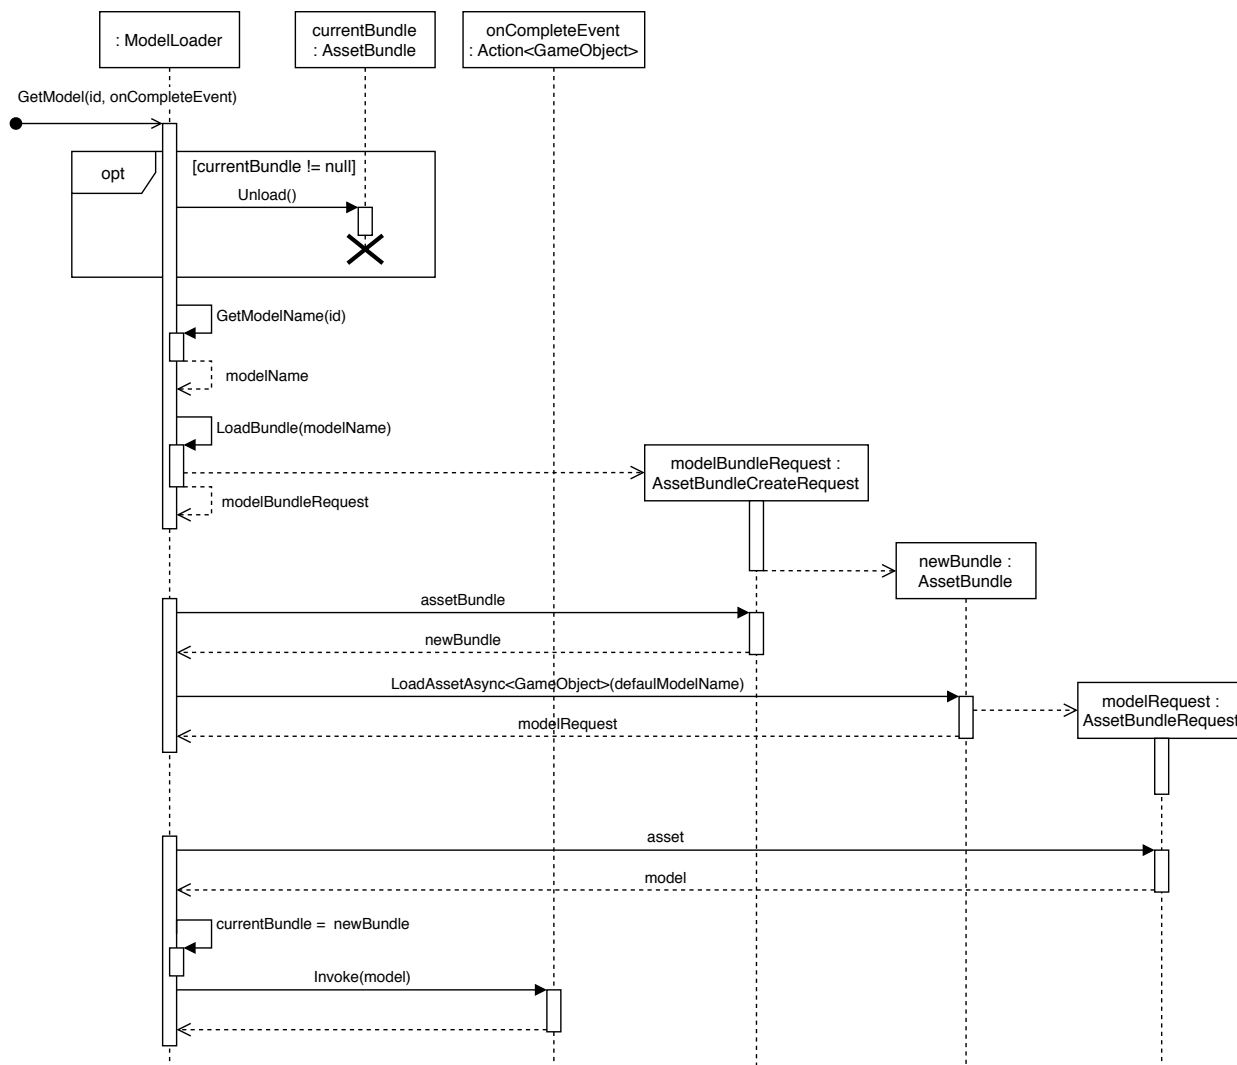 : ModelLoader
currentBundle
: AssetBundle
onCompleteEvent
: Action<GameObject>
GetModel(id, onCompleteEvent)
opt
[currentBundle != null]
Unload()
GetModelName(id)
modelName
LoadBundle(modelName)
modelBundleRequest :
AssetBundleCreateRequest
modelBundleRequest
newBundle :
AssetBundle
assetBundle
newBundle
LoadAssetAsync<GameObject>(defaulModelName)
modelRequest :
AssetBundleRequest
modelRequest
asset
model
currentBundle = newBundle
Invoke(model)